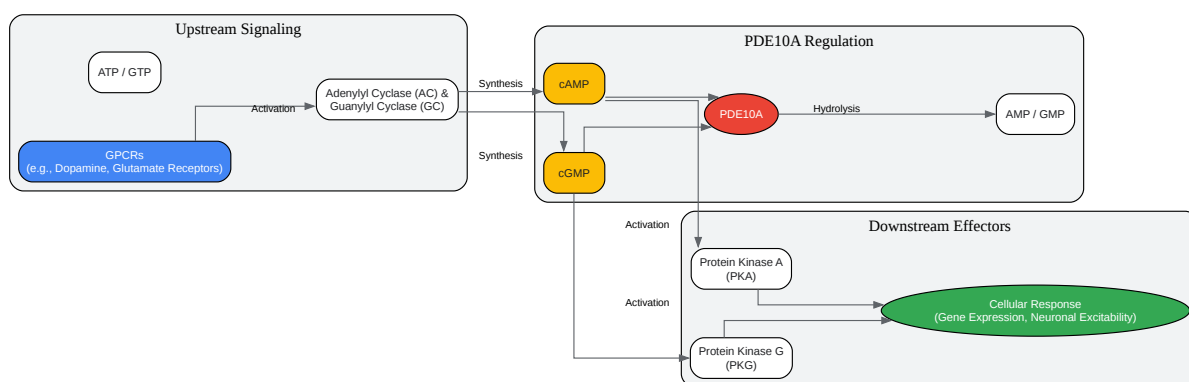 Upstream Signaling
ATP / GTP
Adenylyl Cyclase (AC) &
Guanylyl Cyclase (GC)
Activation
GPCRs
(e.g., Dopamine, Glutamate Receptors)
Synthesis
Synthesis
PDE10A Regulation
cAMP
cGMP
PDE10A
Hydrolysis
AMP / GMP
Activation
Activation
Downstream Effectors
Protein Kinase A
(PKA)
Protein Kinase G
(PKG)
Cellular Response
(Gene Expression, Neuronal Excitability)